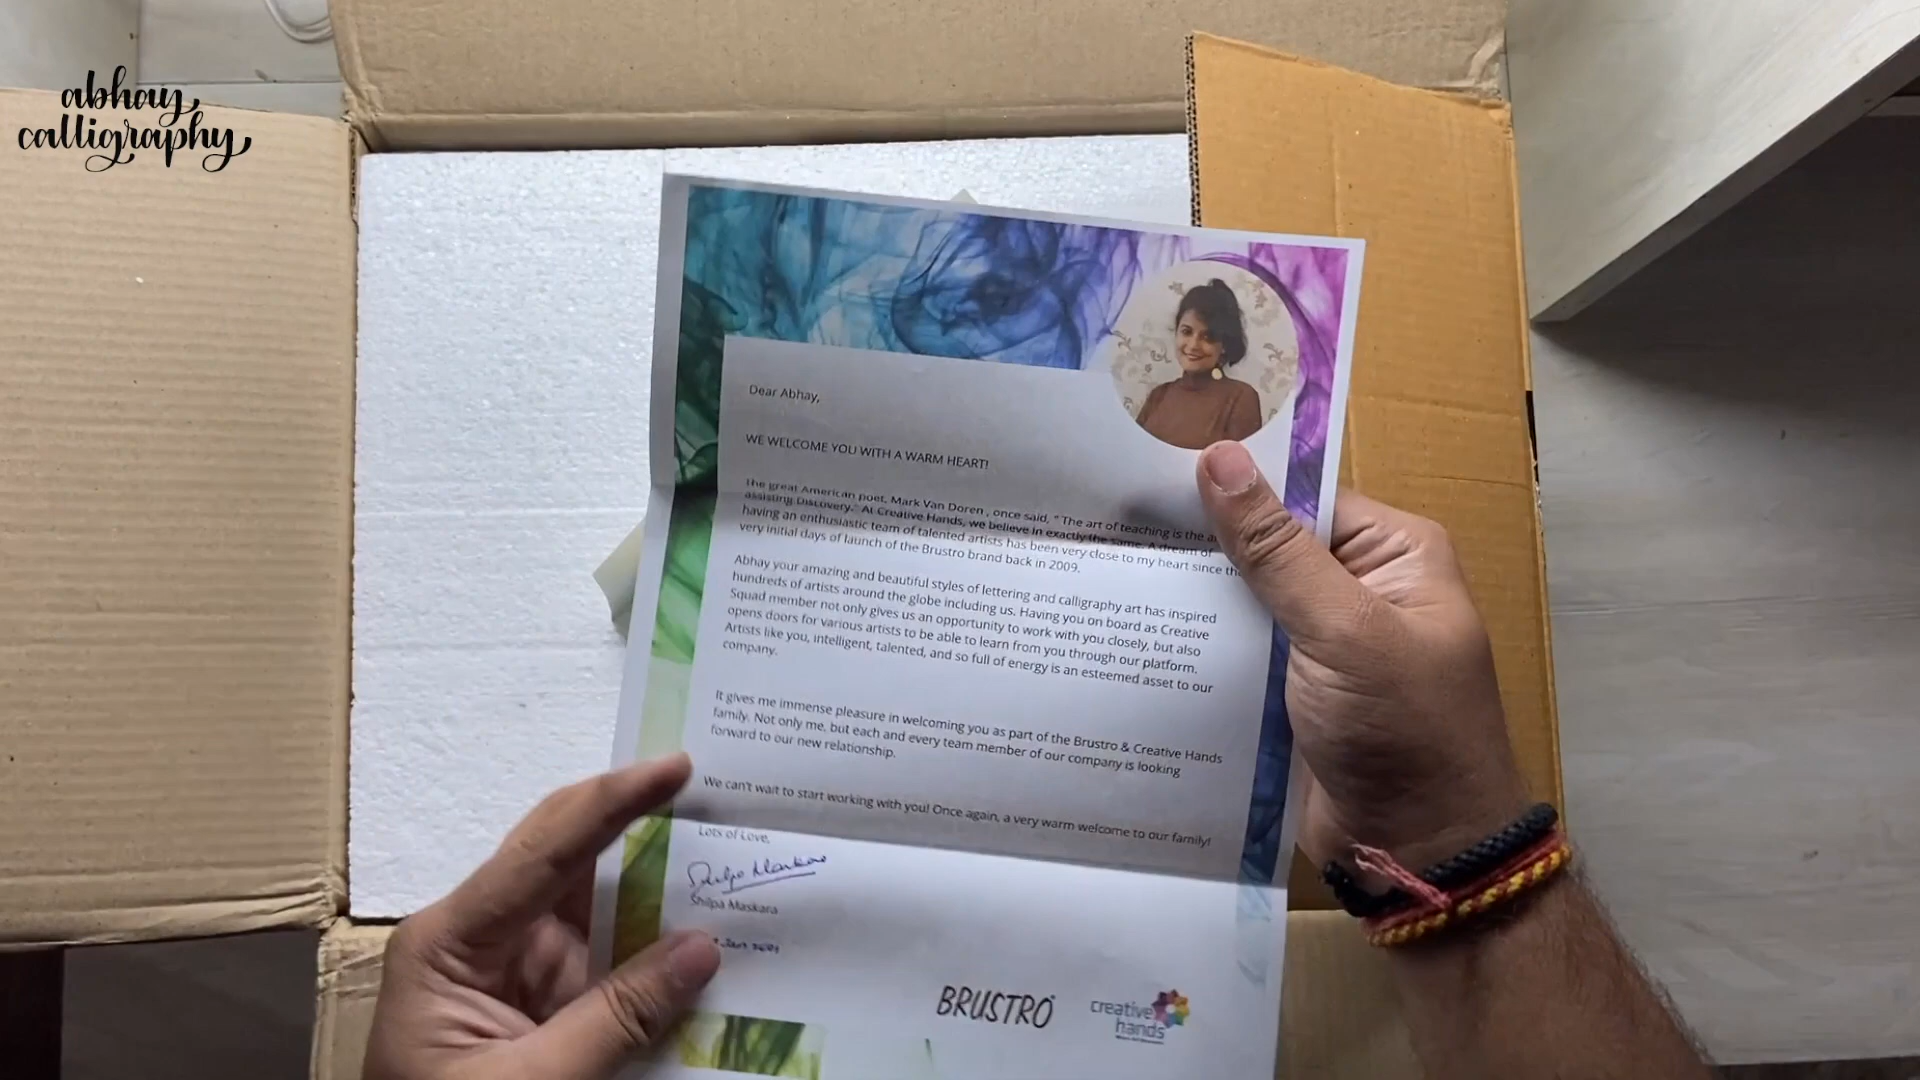 abhay
calligraphy
Dear Abhay,
WE WELCOME YOU WITH A WARM HEART!
The great American poet, Mark Van Doren , once said, " The art of teaching is the
assisting Discovery." At Creative Hands, we believe in exactly the same. A dream of
having an enthusiastic team of talented artists has been very close to my heart since
very initial days of launch of the Brustro brand back in 2009.
Abhay your amazing and beautiful styles of lettering and calligraphy art has inspired
hundreds of artists around the globe including us. Having you on board as Creative
Squad member not only gives us an opportunity to work with you closely, but also
opens doors for various artists to be able to learn from you through our platform.
Artists like you, intelligent, talented, and so full of energy is an esteemed asset to our
company.
It gives me immense pleasure in welcoming you as part of the Brustro & Creative Hands
family. Not only me, but each and every team member of our company is looking
forward to our new relationship.
We can't wait to start working with you! Once again, a very warm welcome to our family!
Lots of Love,
Shilpa Maskara
Shilpa Maskara
BRUSTRO
creative
hands